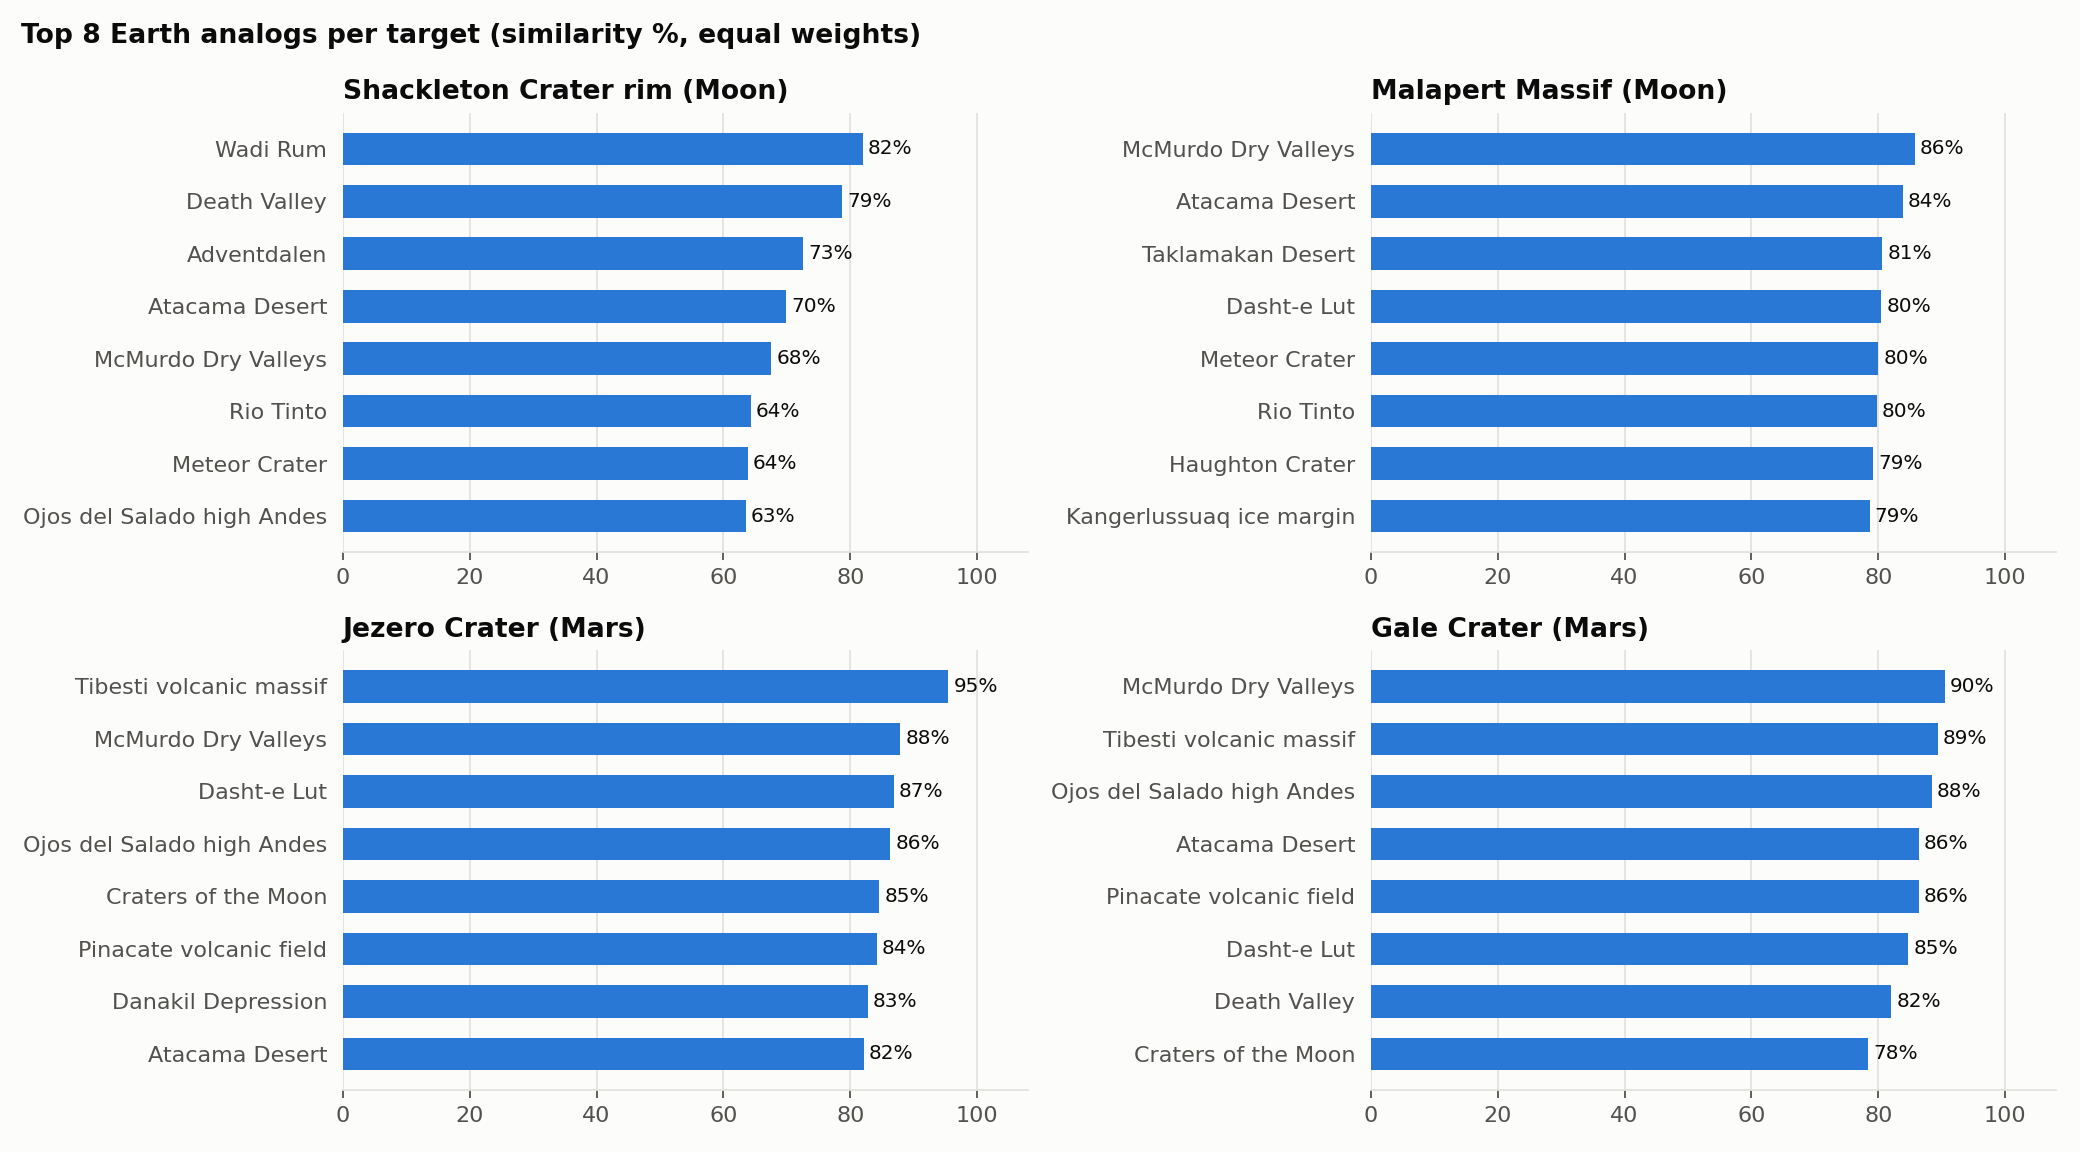 Top 8 Earth analogs per target (similarity %, equal weights)
Shackleton Crater rim (Moon)
Wadi Rum 82%
Death Valley 79%
Adventdalen 73%
Atacama Desert 70%
McMurdo Dry Valleys 68%
Rio Tinto 64%
Meteor Crater 64%
Ojos del Salado high Andes 63%
0 20 40 60 80 100
Malapert Massif (Moon)
McMurdo Dry Valleys 86%
Atacama Desert 84%
Taklamakan Desert 81%
Dasht-e Lut 80%
Meteor Crater 80%
Rio Tinto 80%
Haughton Crater 79%
Kangerlussuaq ice margin 79%
0 20 40 60 80 100
Jezero Crater (Mars)
Tibesti volcanic massif 95%
McMurdo Dry Valleys 88%
Dasht-e Lut 87%
Ojos del Salado high Andes 86%
Craters of the Moon 85%
Pinacate volcanic field 84%
Danakil Depression 83%
Atacama Desert 82%
0 20 40 60 80 100
Gale Crater (Mars)
McMurdo Dry Valleys 90%
Tibesti volcanic massif 89%
Ojos del Salado high Andes 88%
Atacama Desert 86%
Pinacate volcanic field 86%
Dasht-e Lut 85%
Death Valley 82%
Craters of the Moon 78%
0 20 40 60 80 100